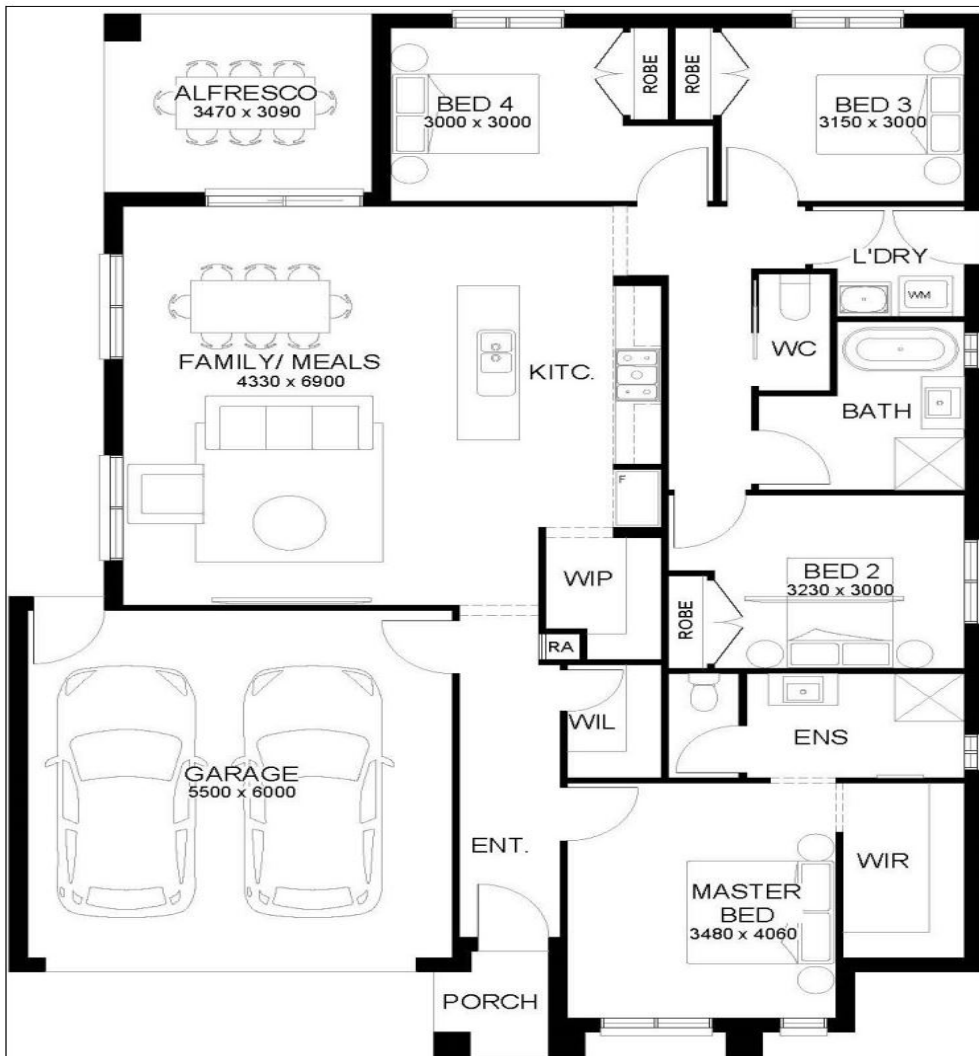 ALFRESCO
3470 x 3090
BED 4
3000 x 3000
ROBE
ROBE
BED 3
3150 x 3000
L'DRY
WM
WC
FAMILY/ MEALS
4330 x 6900
KITC.
BATH
F
WIP
BED 2
3230 x 3000
ROBE
RA
WIL
ENS
GARAGE
5500 x 6000
ENT.
WIR
MASTER
BED
3480 x 4060
PORCH